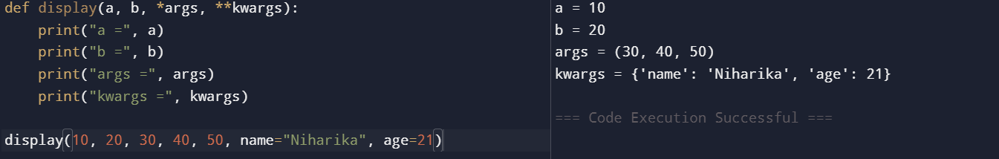 def display(a, b, *args, **kwargs):
    print("a =", a)
    print("b =", b)
    print("args =", args)
    print("kwargs =", kwargs)

display(10, 20, 30, 40, 50, name="Niharika", age=21)
a = 10
b = 20
args = (30, 40, 50)
kwargs = {'name': 'Niharika', 'age': 21}

=== Code Execution Successful ===